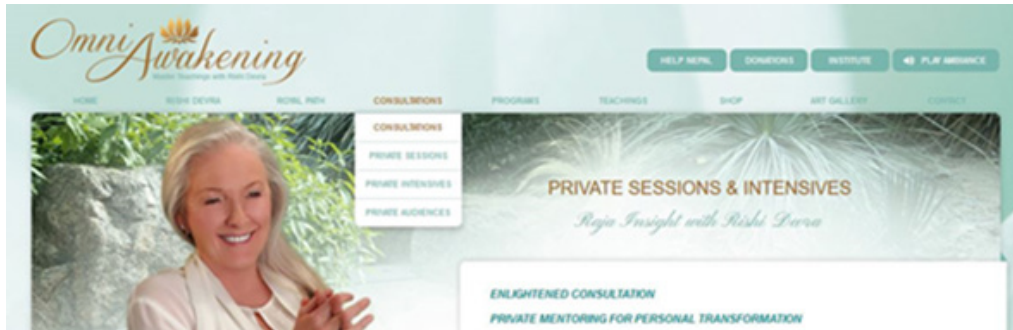 Omni Awakening
Master Teachings with Rishi Devra
HELP NEPAL DONATIONS INSTITUTE PLAY AMBIANCE
HOME RISHI DEVRA ROYAL PATH CONSULTATIONS PROGRAMS TEACHINGS SHOP ART GALLERY CONTACT
CONSULTATIONS
PRIVATE SESSIONS
PRIVATE INTENSIVES
PRIVATE AUDIENCES
PRIVATE SESSIONS & INTENSIVES
Raja Insight with Rishi Devra
ENLIGHTENED CONSULTATION
PRIVATE MENTORING FOR PERSONAL TRANSFORMATION